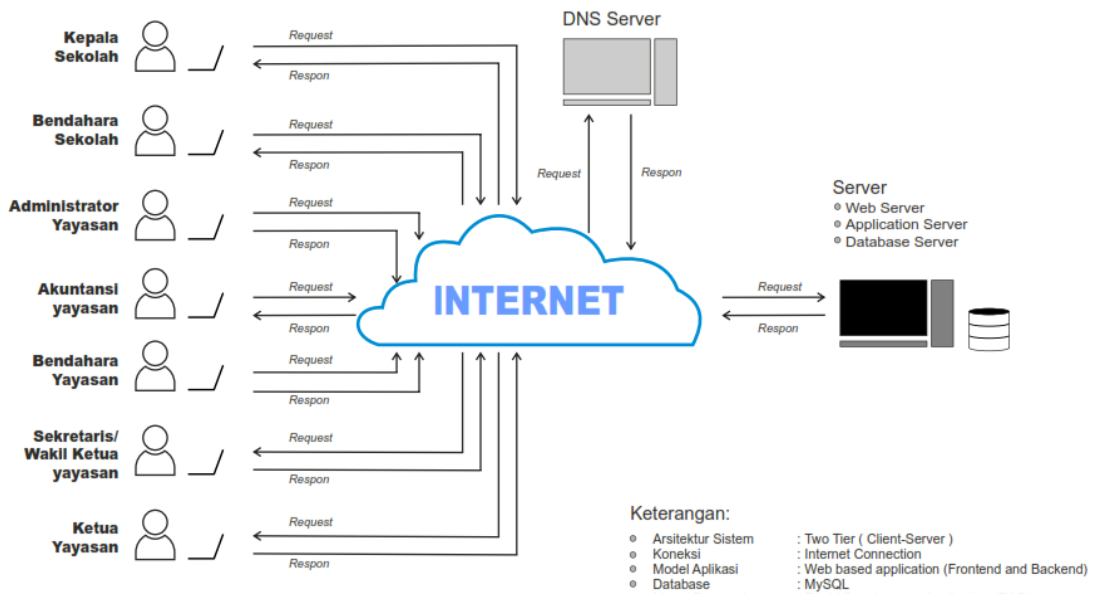 DNS Server
Kepala
Sekolah
Request
Respon
Bendahara
Sekolah
Request
Respon
Request
Respon
Administrator
Yayasan
Request
Respon
Server
Web Server
Application Server
Database Server
Akuntansi
yayasan
Request
Respon
INTERNET
Request
Respon
Bendahara
Yayasan
Request
Respon
Sekretaris/
Wakil Ketua
yayasan
Request
Respon
Ketua
Yayasan
Request
Respon
Keterangan:
Arsitektur Sistem : Two Tier ( Client-Server )
Koneksi : Internet Connection
Model Aplikasi : Web based application (Frontend and Backend)
Database : MySQL